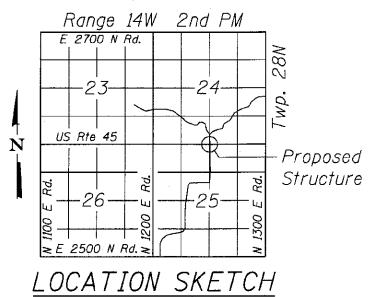 Range 14W 2nd PM
E 2700 N Rd.
23
24
Twp. 28N
US Rte 45
N
Proposed
Structure
26
25
N 1100 E Rd.
N 1200 E Rd.
N 1300 E Rd.
E 2500 N Rd.
LOCATION SKETCH